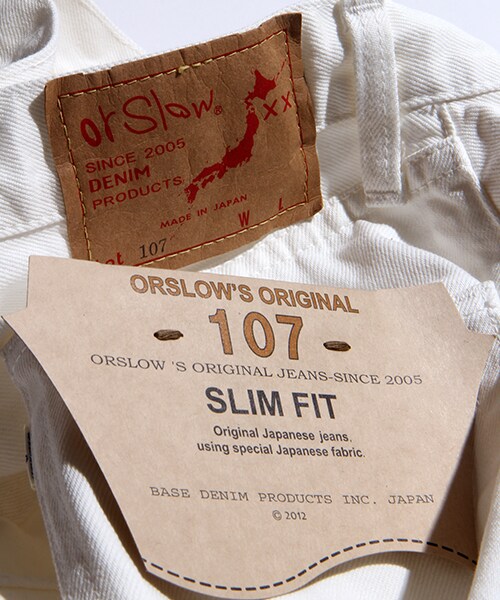 orSlow®
XX
SINCE 2005
DENIM
PRODUCTS
MADE IN JAPAN
W L
107
ORSLOW'S ORIGINAL
107
ORSLOW 'S ORIGINAL JEANS-SINCE 2005
SLIM FIT
Original Japanese jeans.
using special Japanese fabric.
BASE DENIM PRODUCTS INC. JAPAN
© 2012